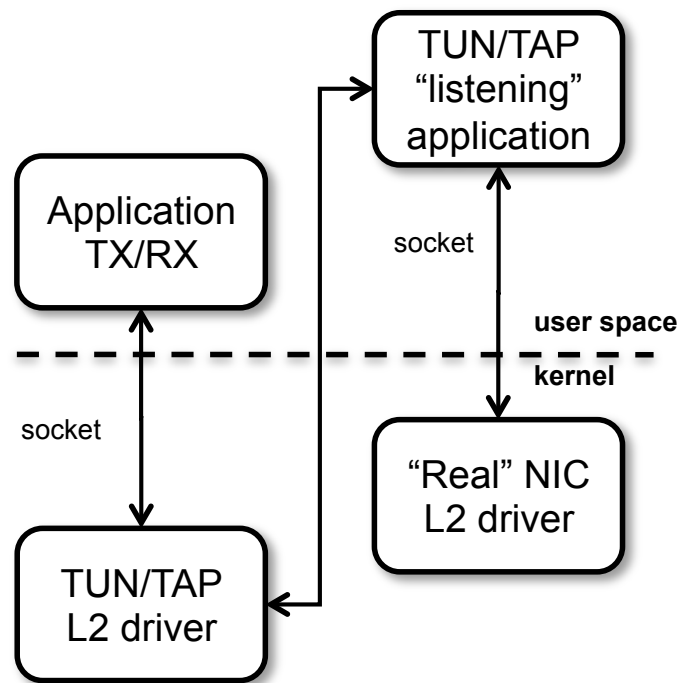 TUN/TAP
“listening”
application
Application
TX/RX
socket
user space
kernel
socket
“Real” NIC
L2 driver
TUN/TAP
L2 driver